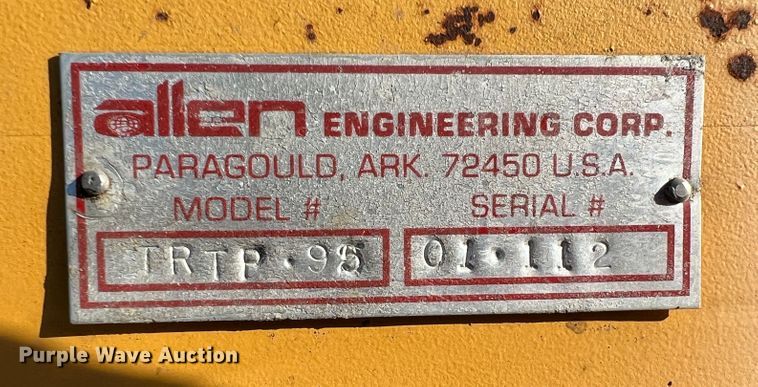 allen ENGINEERING CORP.
PARAGOULD, ARK. 72450 U.S.A.
MODEL # SERIAL #
TRTP·95 01·112
Purple Wave Auction